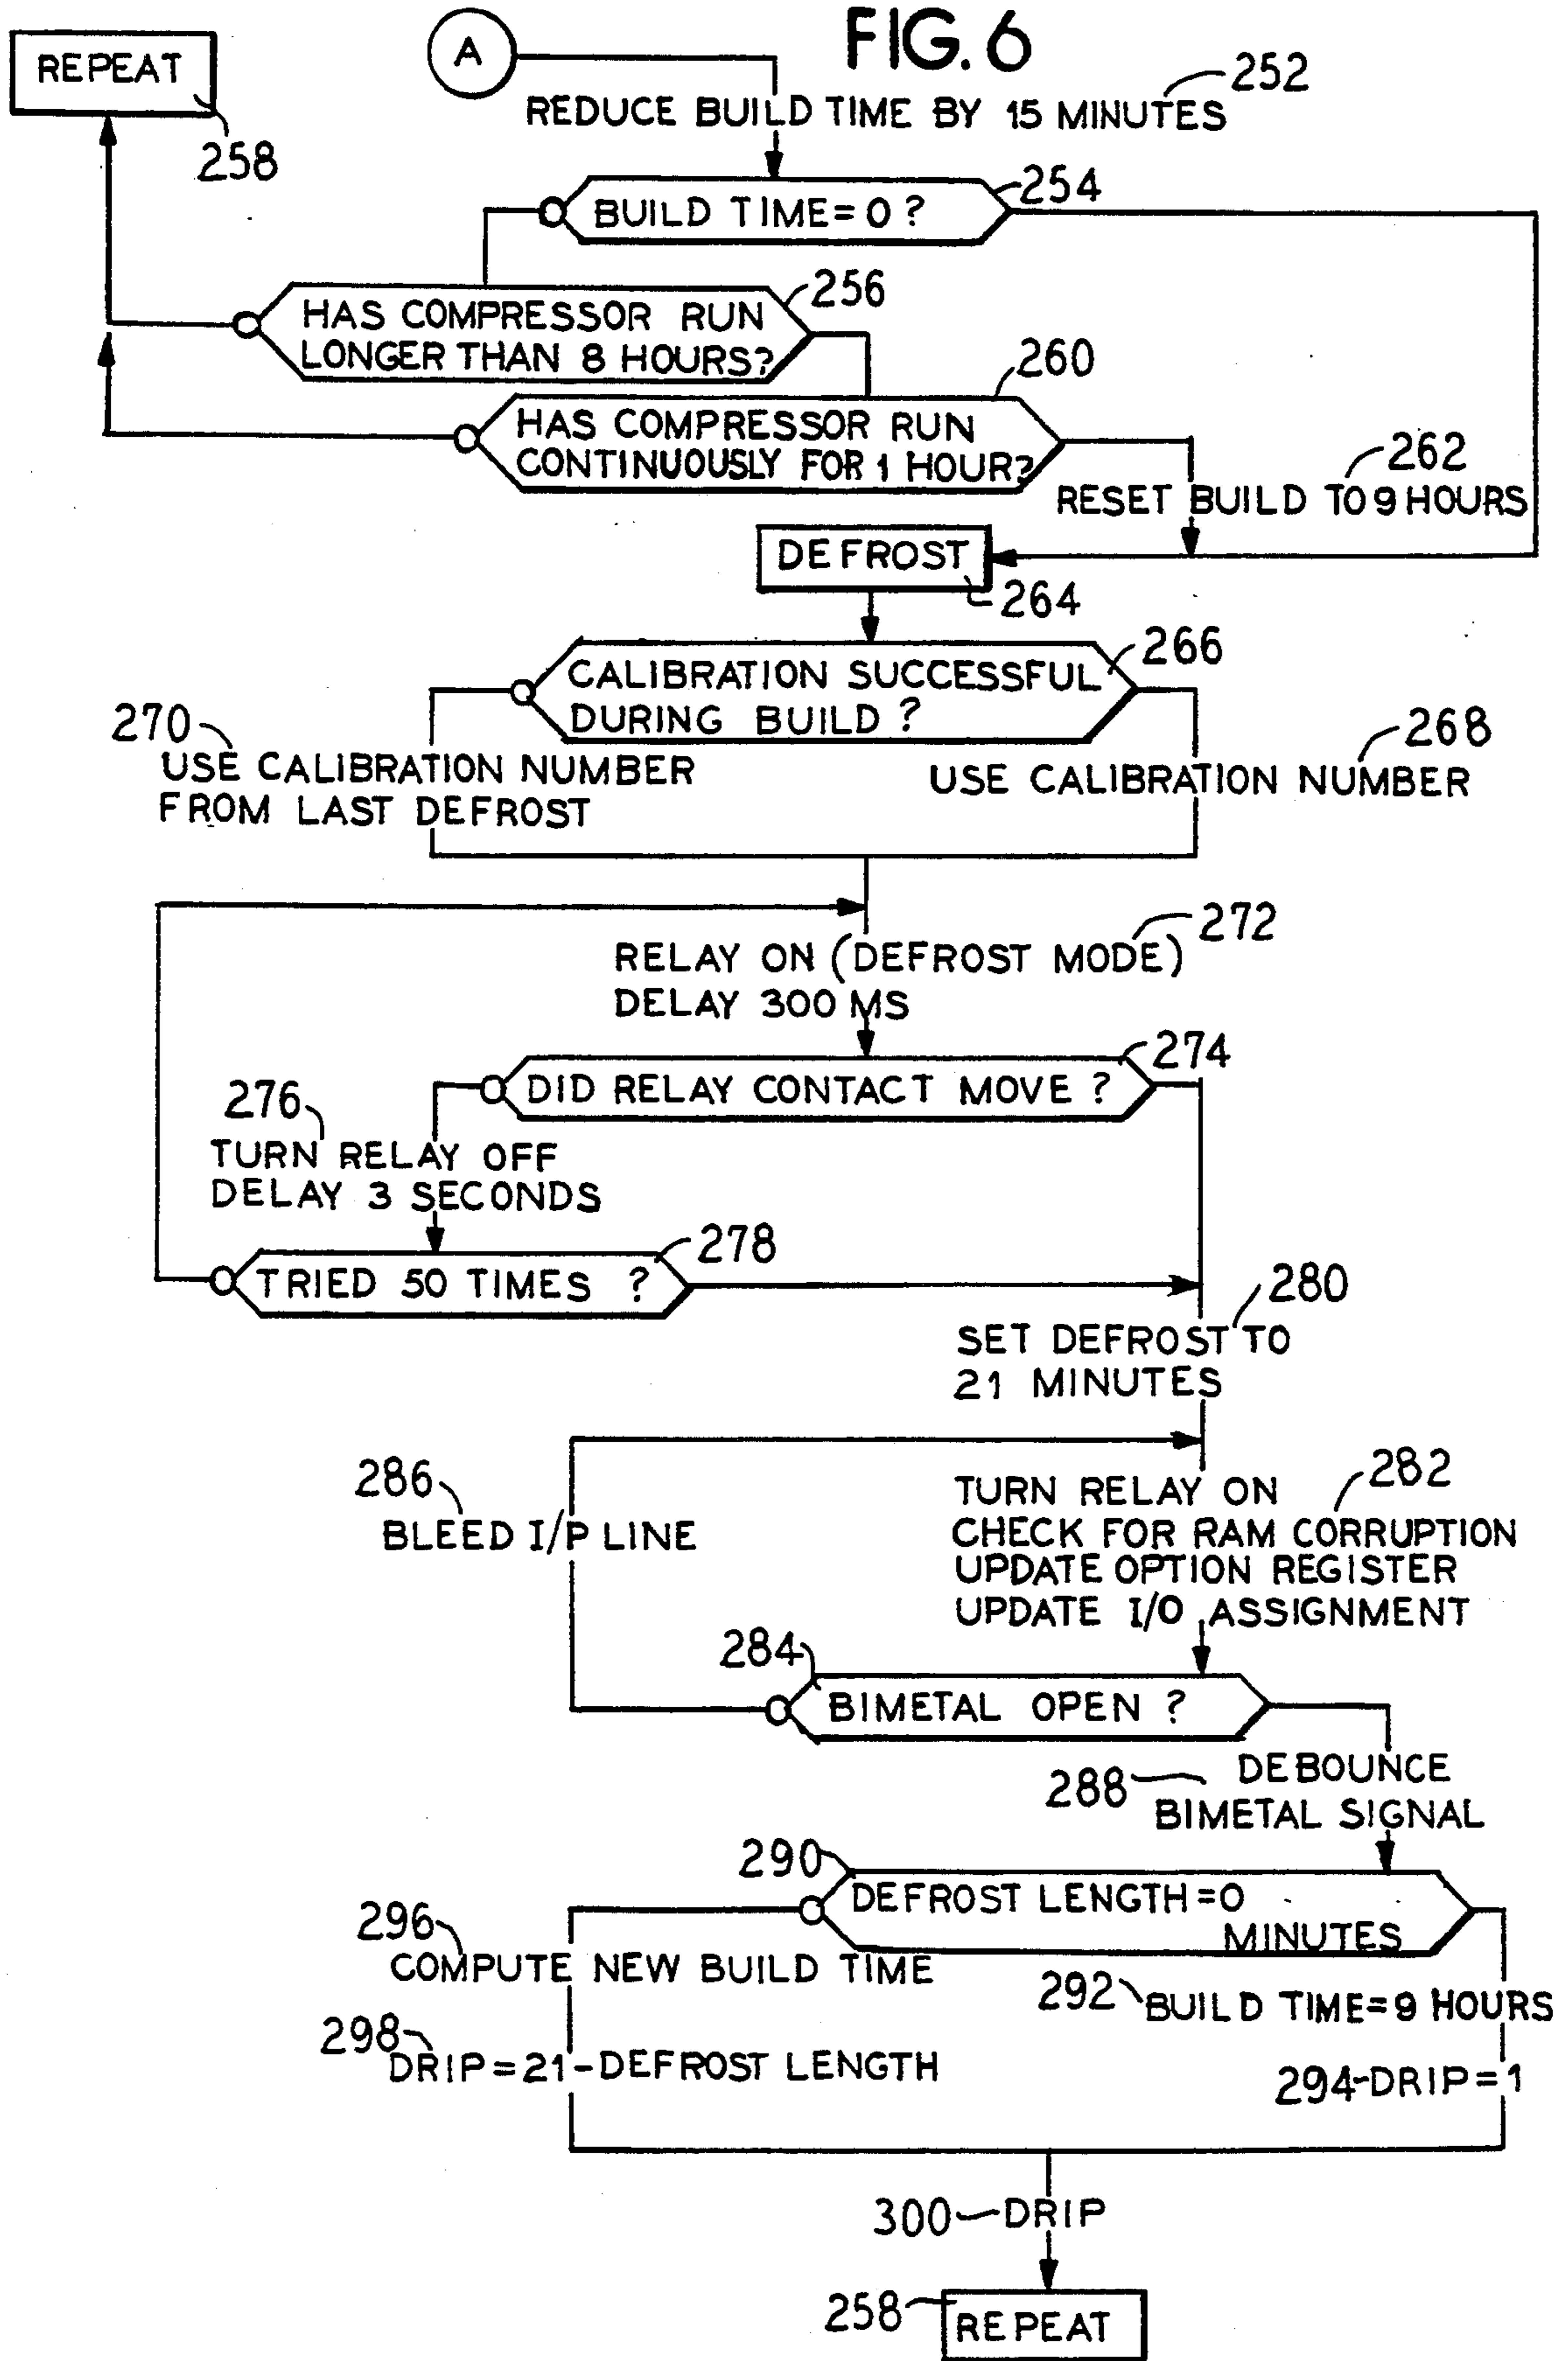 FIG. 6
REPEAT
258
A
252
REDUCE BUILD TIME BY 15 MINUTES
254
BUILD TIME=0 ?
256
HAS COMPRESSOR RUN
LONGER THAN 8 HOURS?
260
HAS COMPRESSOR RUN
CONTINUOUSLY FOR 1 HOUR?
262
RESET BUILD TO 9 HOURS
DEFROST
264
266
CALIBRATION SUCCESSFUL
DURING BUILD ?
270
USE CALIBRATION NUMBER
FROM LAST DEFROST
268
USE CALIBRATION NUMBER
272
RELAY ON (DEFROST MODE)
DELAY 300 MS
274
DID RELAY CONTACT MOVE ?
276
TURN RELAY OFF
DELAY 3 SECONDS
278
TRIED 50 TIMES ?
280
SET DEFROST TO
21 MINUTES
286
BLEED I/P LINE
282
TURN RELAY ON
CHECK FOR RAM CORRUPTION
UPDATE OPTION REGISTER
UPDATE I/O ASSIGNMENT
284
BIMETAL OPEN ?
288
DEBOUNCE
BIMETAL SIGNAL
290
DEFROST LENGTH=0
MINUTES
296
COMPUTE NEW BUILD TIME
292
BUILD TIME=9 HOURS
298
DRIP=21-DEFROST LENGTH
294
DRIP=1
300
DRIP
258
REPEAT